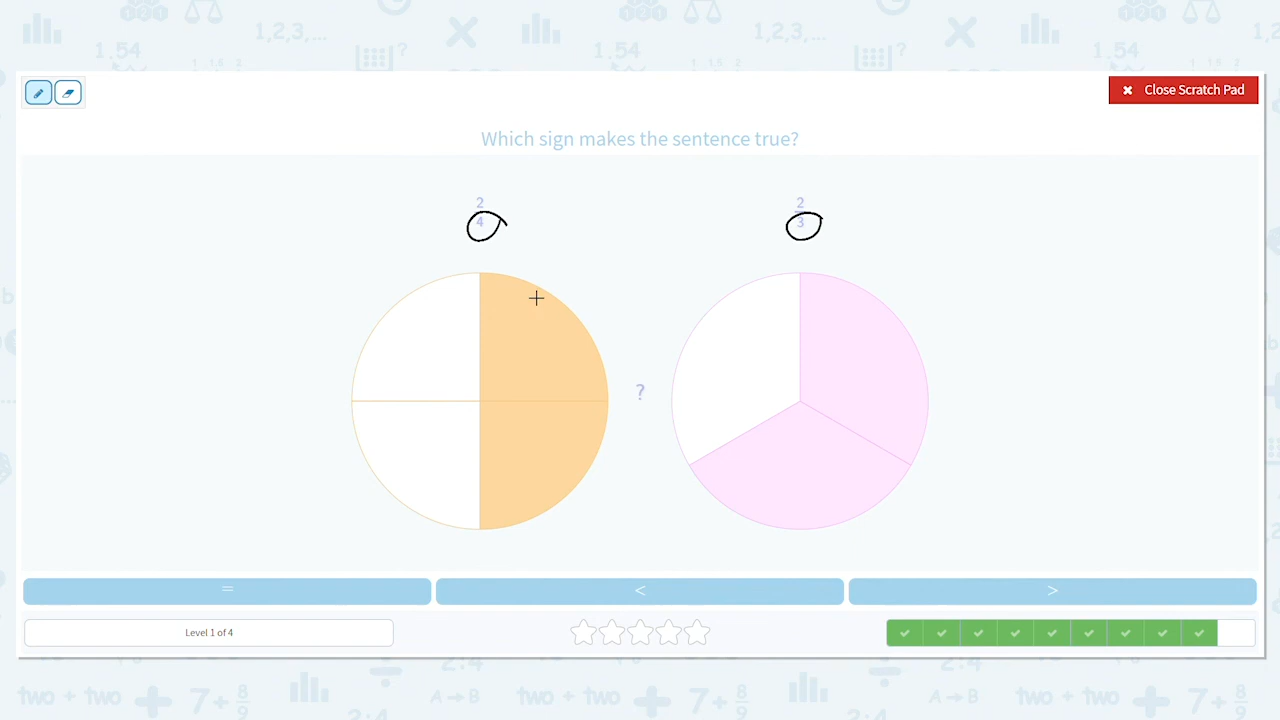 Close Scratch Pad
Which sign makes the sentence true?
2 2
4 3
?
= < >
Level 1 of 4